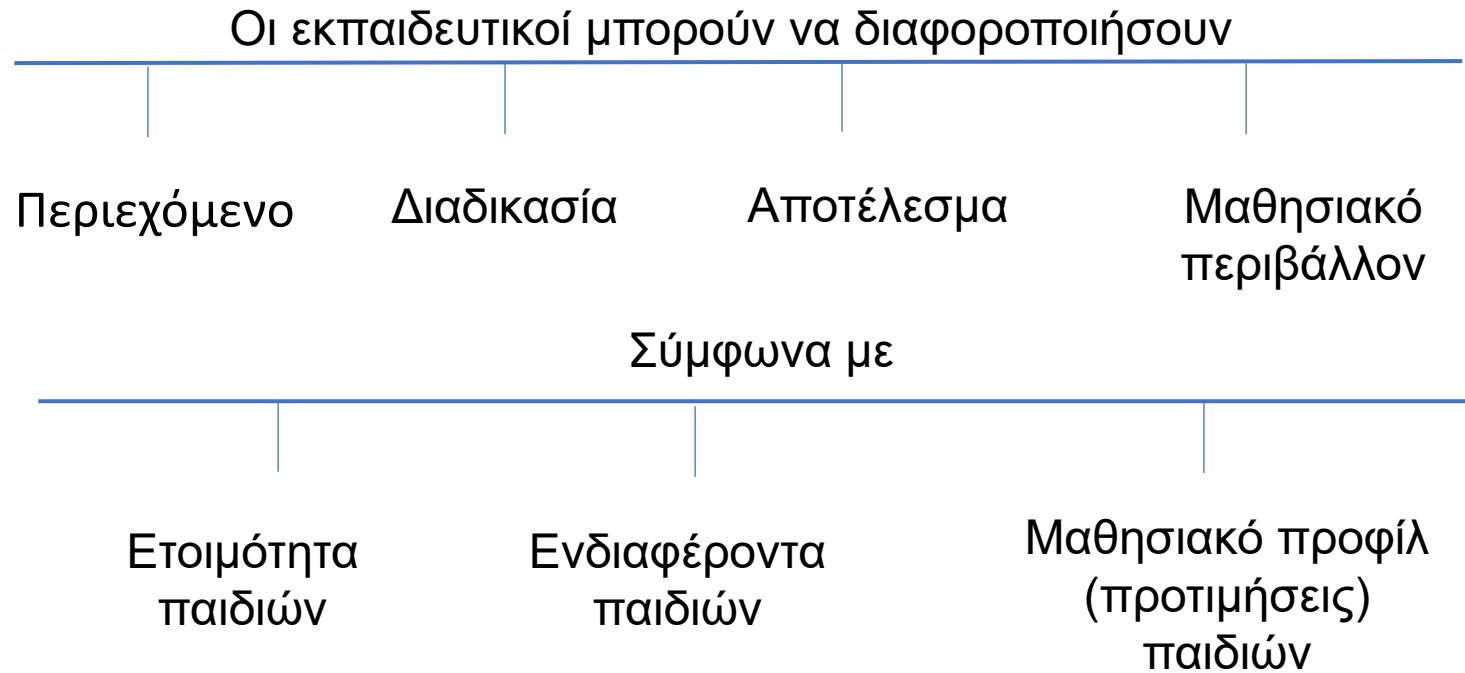 Οι εκπαιδευτικοί μπορούν να διαφοροποιήσουν
Περιεχόμενο
Διαδικασία
Αποτέλεσμα
Μαθησιακό
περιβάλλον
Σύμφωνα με
Ετοιμότητα
παιδιών
Ενδιαφέροντα
παιδιών
Μαθησιακό προφίλ
(προτιμήσεις)
παιδιών